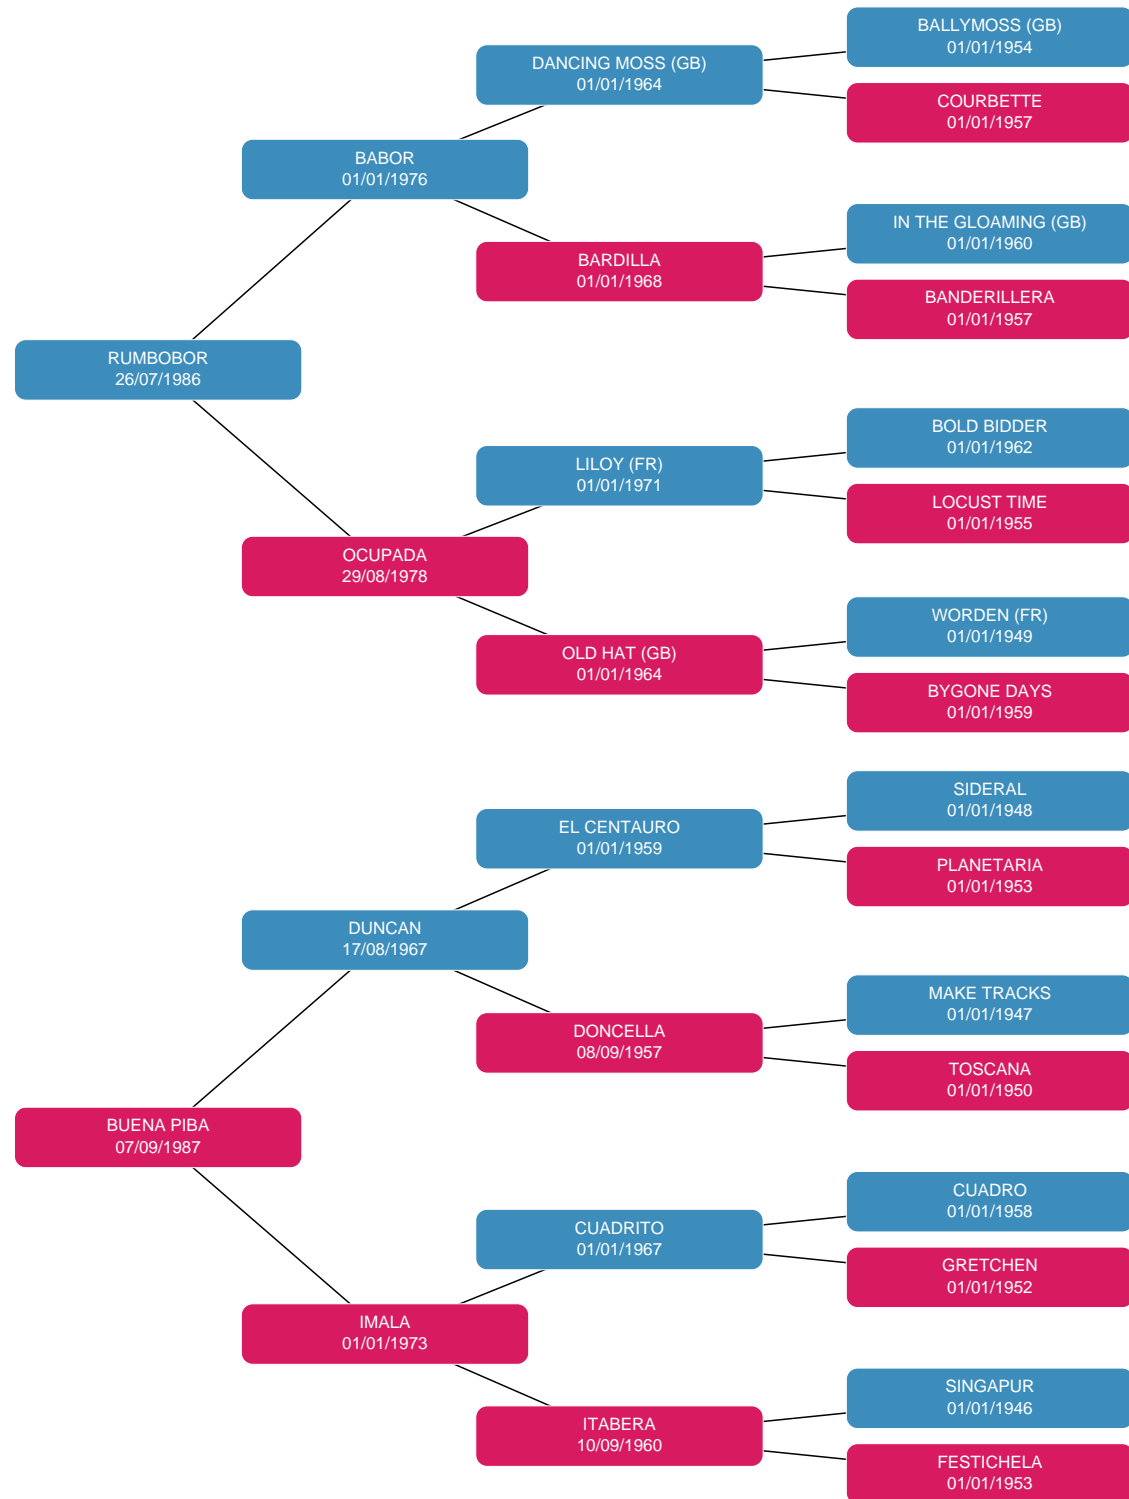 BALLYMOSS (GB)
01/01/1954
DANCING MOSS (GB)
01/01/1964
COURBETTE
01/01/1957
BABOR
01/01/1976
IN THE GLOAMING (GB)
01/01/1960
BARDILLA
01/01/1968
BANDERILLERA
01/01/1957
RUMBOBOR
26/07/1986
BOLD BIDDER
01/01/1962
LILOY (FR)
01/01/1971
LOCUST TIME
01/01/1955
OCUPADA
29/08/1978
WORDEN (FR)
01/01/1949
OLD HAT (GB)
01/01/1964
BYGONE DAYS
01/01/1959
SIDERAL
01/01/1948
EL CENTAURO
01/01/1959
PLANETARIA
01/01/1953
DUNCAN
17/08/1967
MAKE TRACKS
01/01/1947
DONCELLA
08/09/1957
TOSCANA
01/01/1950
BUENA PIBA
07/09/1987
CUADRO
01/01/1958
CUADRITO
01/01/1967
GRETCHEN
01/01/1952
IMALA
01/01/1973
SINGAPUR
01/01/1946
ITABERA
10/09/1960
FESTICHELA
01/01/1953